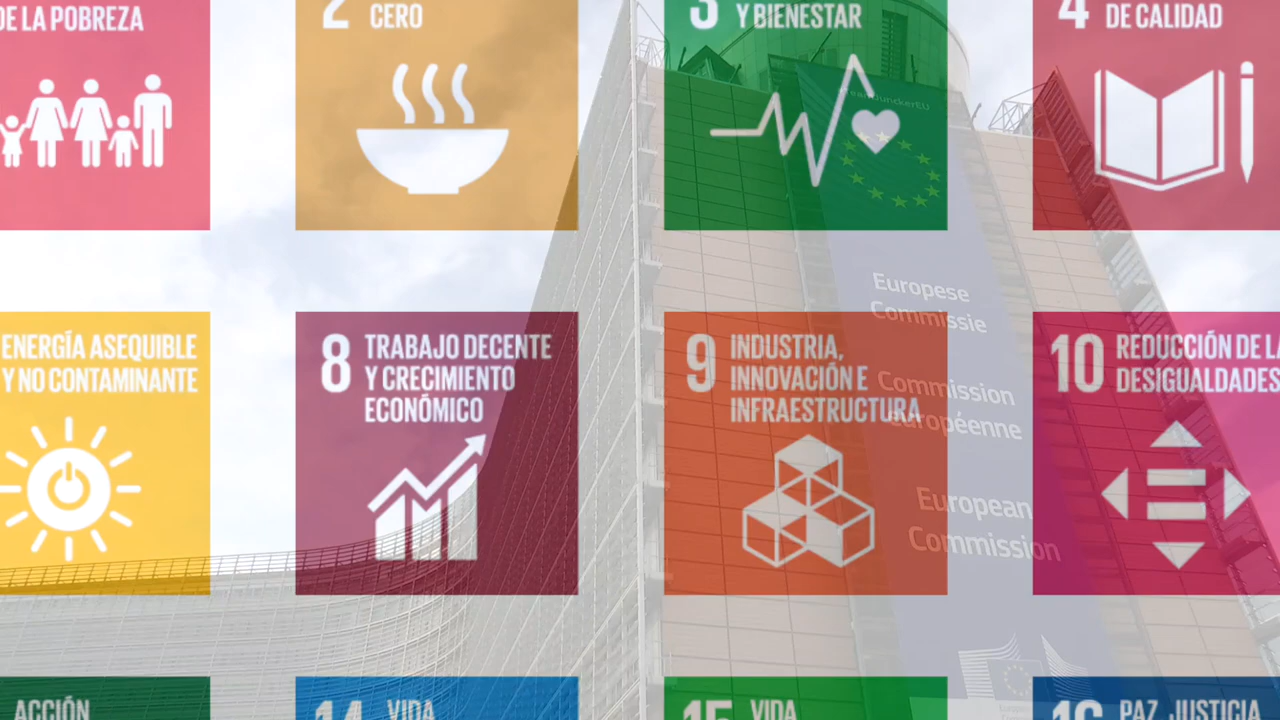 DE LA POBREZA
2
CERO
3
Y BIENESTAR
4
DE CALIDAD
ENERGÍA ASEQUIBLE
Y NO CONTAMINANTE
8 TRABAJO DECENTE
Y CRECIMIENTO
ECONÓMICO
9 INDUSTRIA,
INNOVACIÓN E
INFRAESTRUCTURA
10 REDUCCIÓN DE LA
DESIGUALDADES
Europese
Commissie
Commission
européenne
European
Commission
ACCIÓN
14 VIDA
15 VIDA
16 PAZ, JUSTICIA